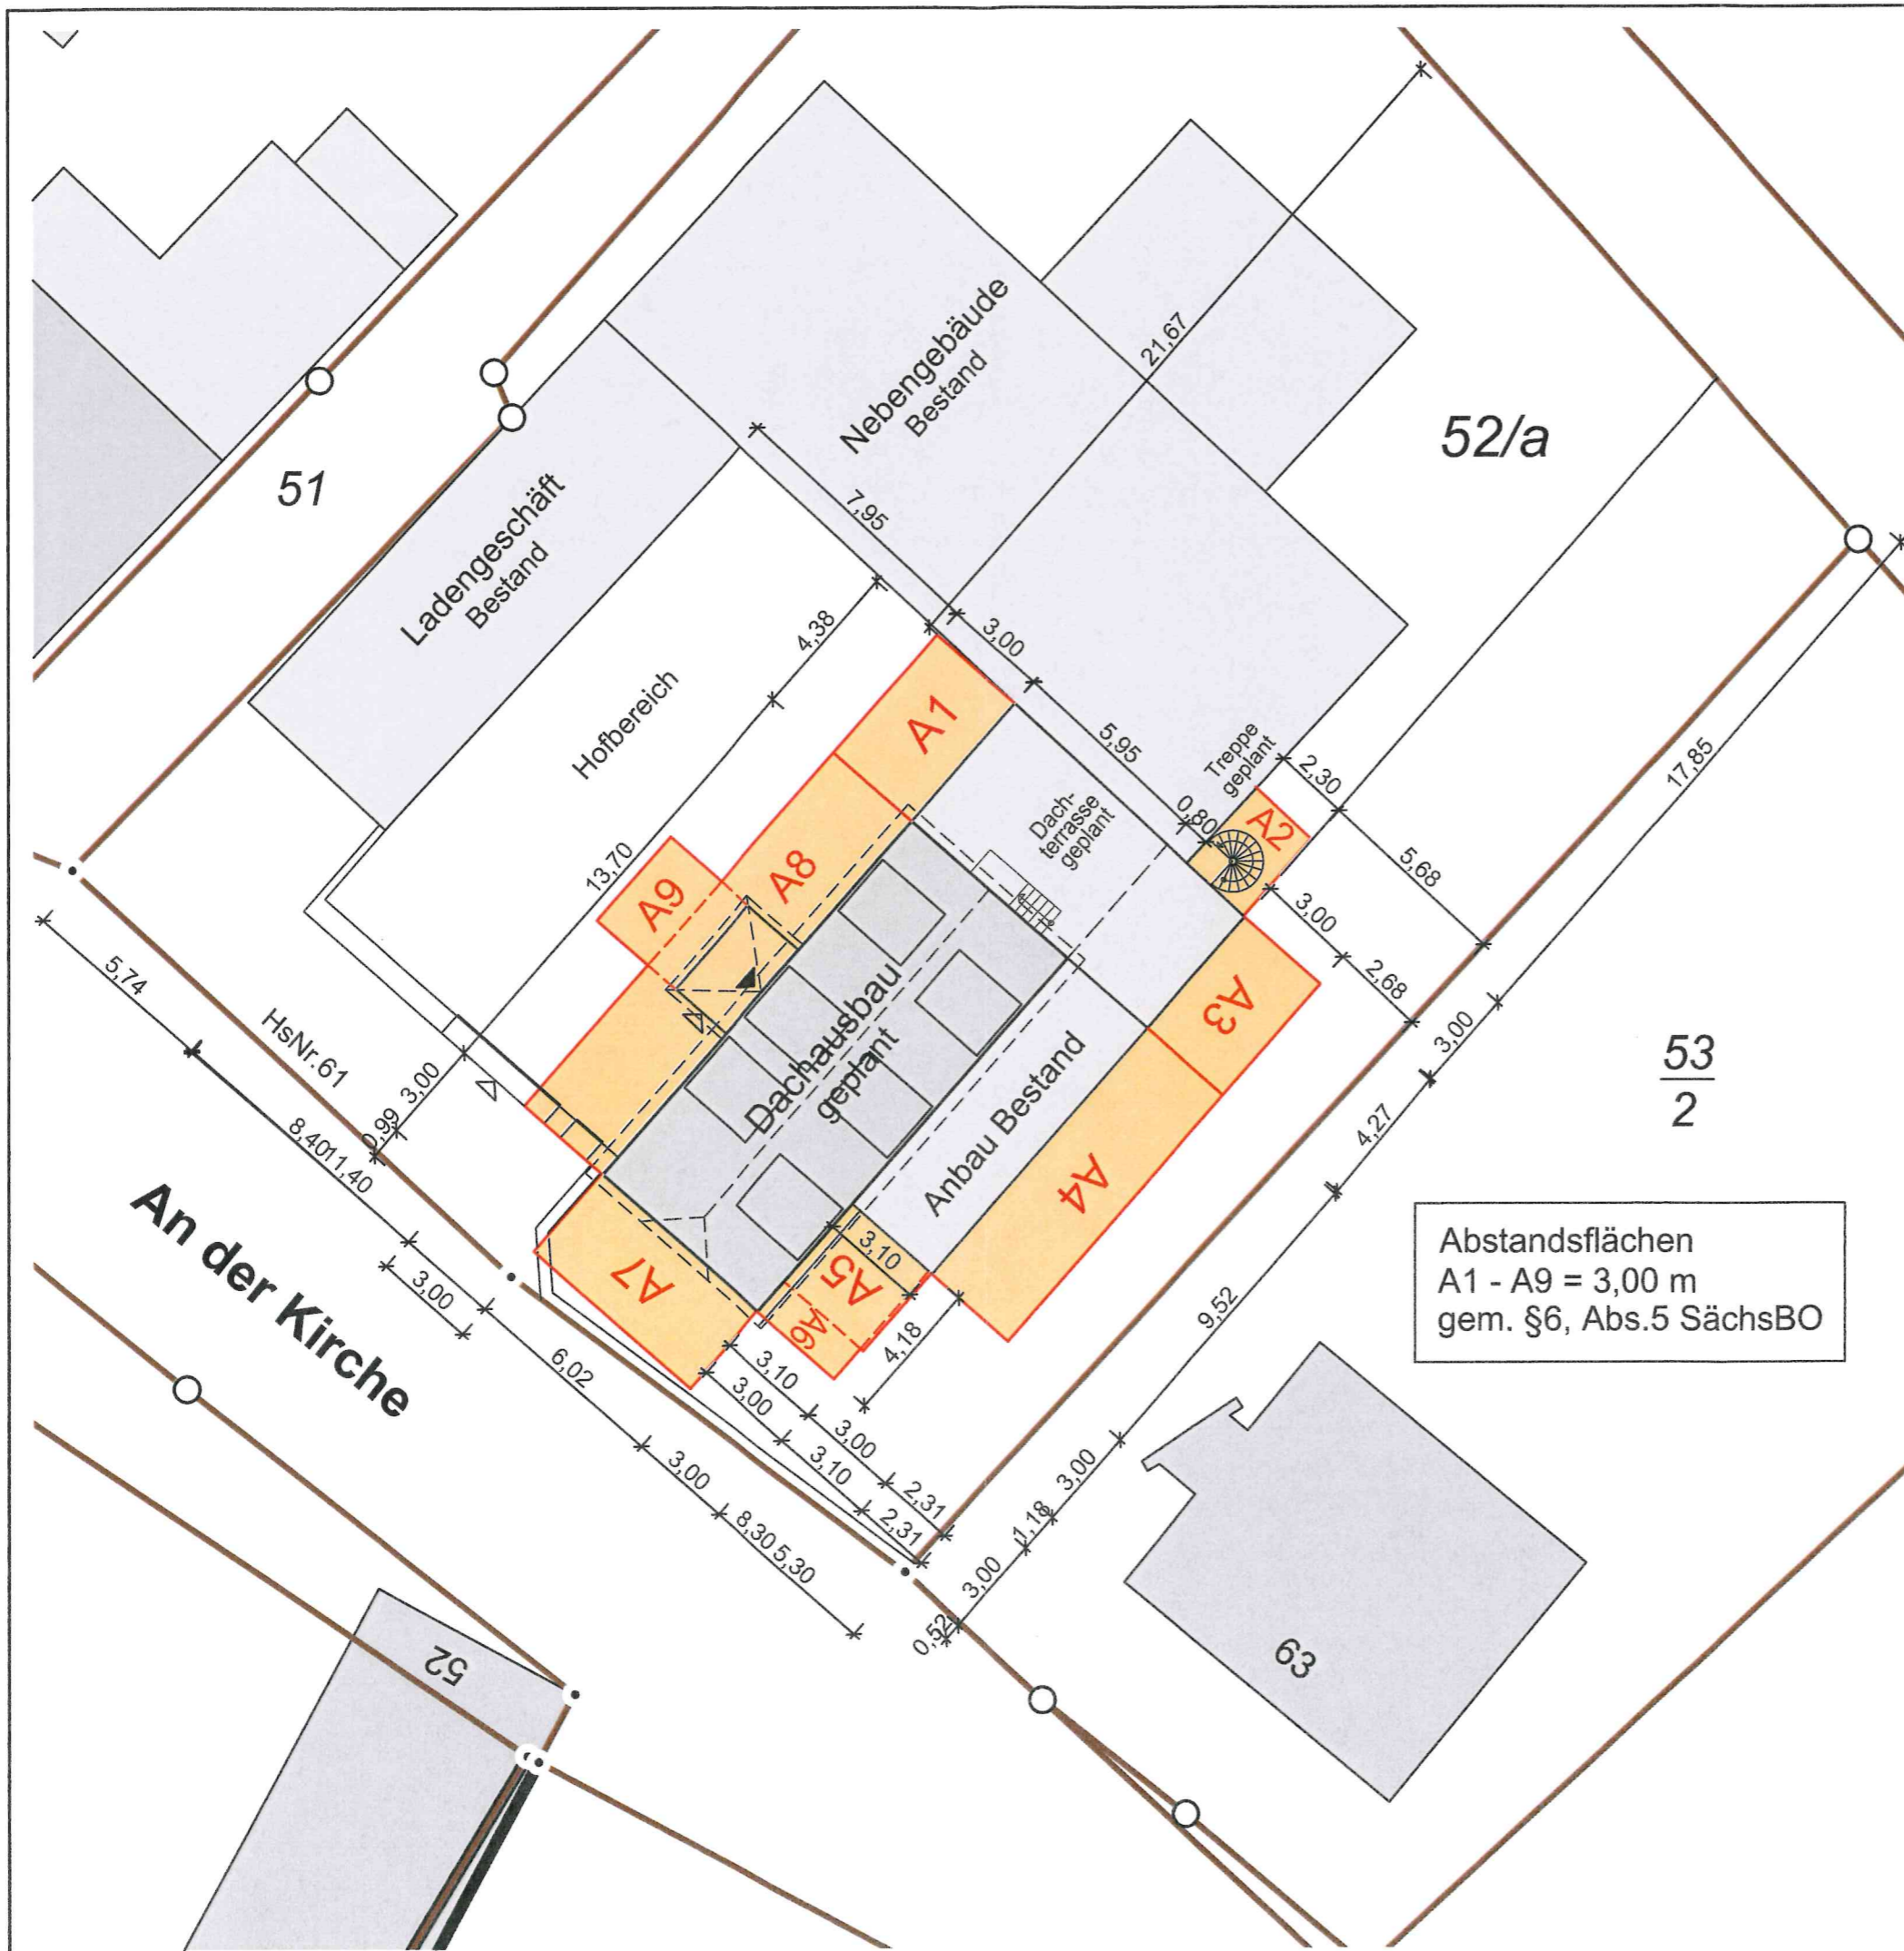 51
Ladengeschäft
Bestand
Nebengebäude
Bestand
21,67
52/a
7,95
4,38
3,00
Hofbereich
A1
5,95
Treppe
geplant
2,30
0,80
A2
Dach-
terrasse
geplant
17,85
13,70
A8
A9
5,68
3,00
2,68
A3
3,00
53
2
4,27
Dachausbau
geplant
Anbau Bestand
A4
5,74
HsNr.61
3,00
0,99
8,40
11,40
An der Kirche
3,00
A7
3,10
A5
A6
4,18
9,52
Abstandsflächen
A1 - A9 = 3,00 m
gem. §6, Abs.5 SächsBO
6,02
3,10
3,00
3,00
3,10
2,31
2,31
3,00
8,30
5,30
3,00
1,18
3,00
0,52
52
63